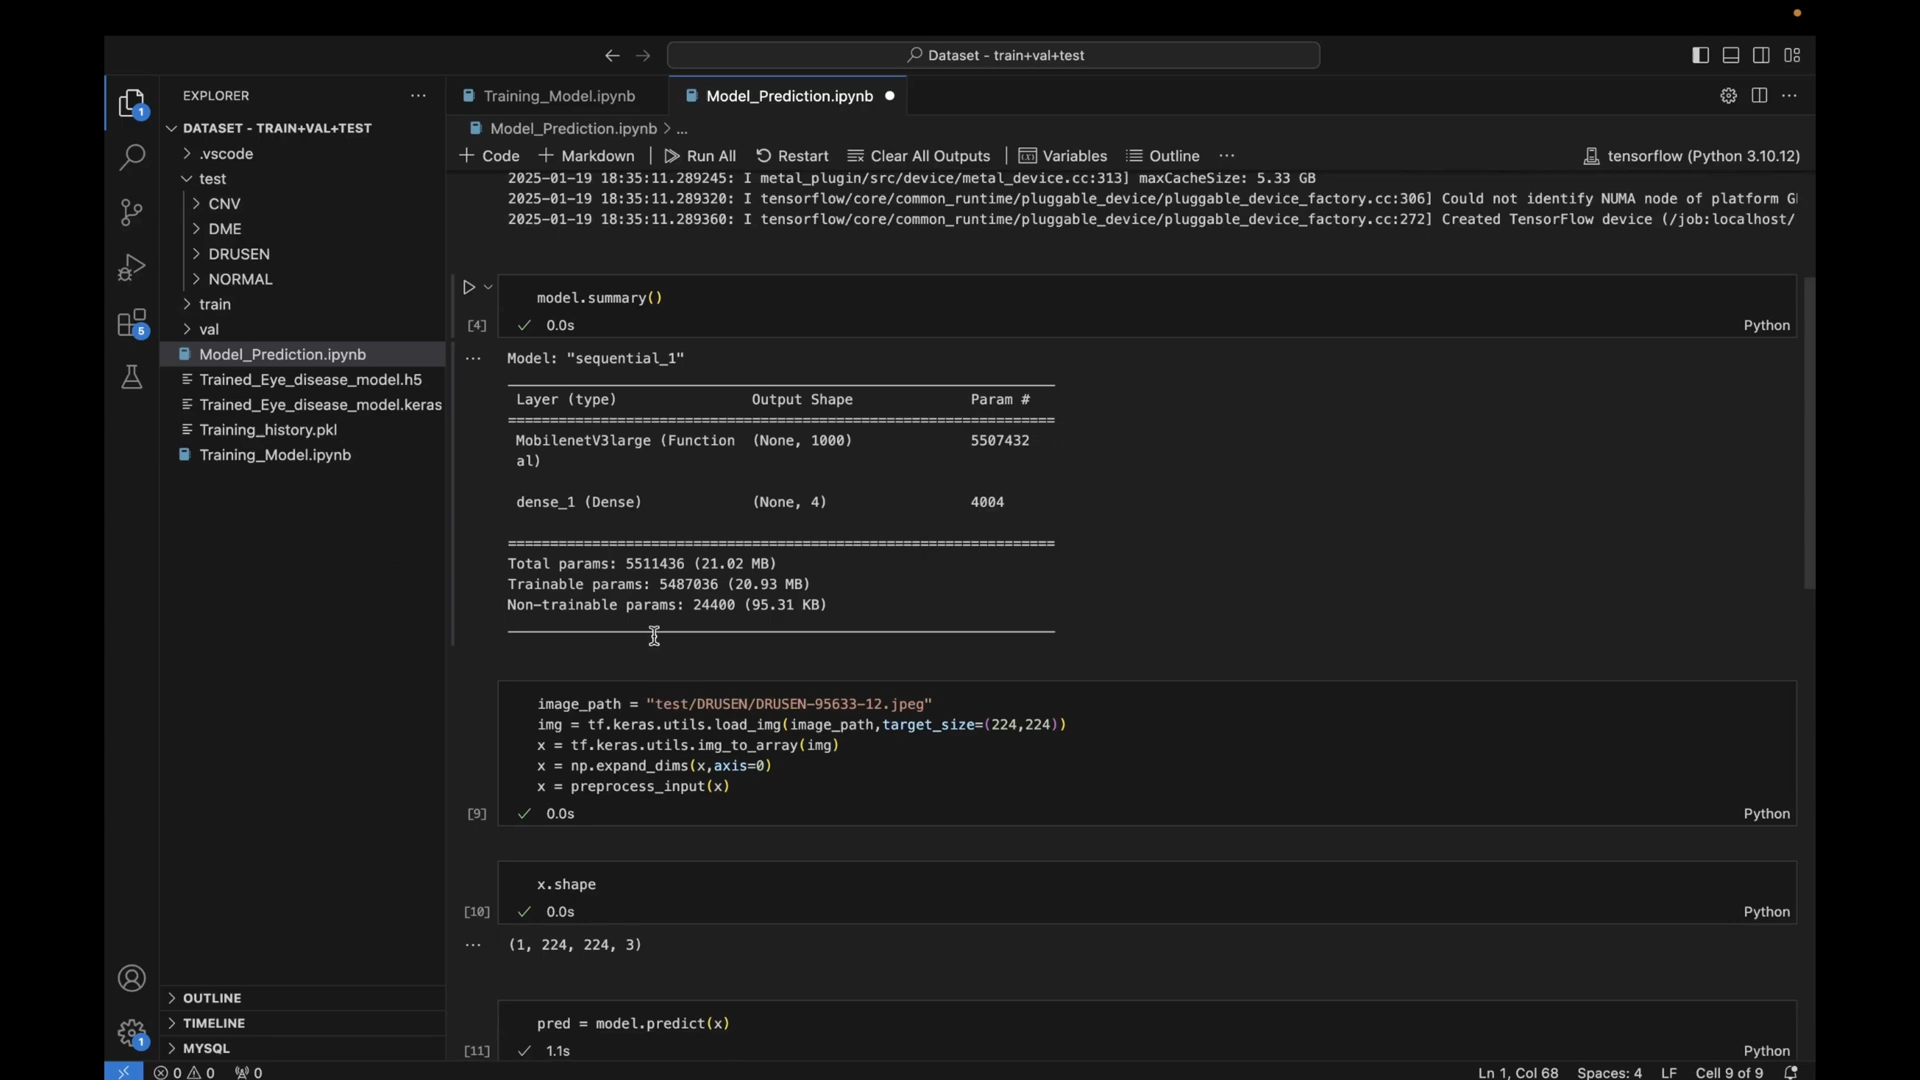 Dataset - train+val+test
EXPLORER
Training_Model.ipynb
Model_Prediction.ipynb
DATASET - TRAIN+VAL+TEST
.vscode
test
CNV
DME
DRUSEN
NORMAL
train
val
Model_Prediction.ipynb
Trained_Eye_disease_model.h5
Trained_Eye_disease_model.keras
Training_history.pkl
Training_Model.ipynb
OUTLINE
TIMELINE
MYSQL
1
5
1
Model_Prediction.ipynb > ...
+ Code + Markdown | Run All Restart Clear All Outputs | Variables Outline ... tensorflow (Python 3.10.12)
2025-01-19 18:35:11.289245: I metal_plugin/src/device/metal_device.cc:313] maxCacheSize: 5.33 GB
2025-01-19 18:35:11.289320: I tensorflow/core/common_runtime/pluggable_device/pluggable_device_factory.cc:306] Could not identify NUMA node of platform G
2025-01-19 18:35:11.289360: I tensorflow/core/common_runtime/pluggable_device/pluggable_device_factory.cc:272] Created TensorFlow device (/job:localhost/
model.summary()
[4] ✓ 0.0s Python
... Model: "sequential_1"
Layer (type) Output Shape Param #
=================================================================
MobilenetV3large (Function (None, 1000) 5507432
al)
dense_1 (Dense) (None, 4) 4004
=================================================================
Total params: 5511436 (21.02 MB)
Trainable params: 5487036 (20.93 MB)
Non-trainable params: 24400 (95.31 KB)
image_path = "test/DRUSEN/DRUSEN-95633-12.jpeg"
img = tf.keras.utils.load_img(image_path,target_size=(224,224))
x = tf.keras.utils.img_to_array(img)
x = np.expand_dims(x,axis=0)
x = preprocess_input(x)
[9] ✓ 0.0s Python
x.shape
[10] ✓ 0.0s Python
... (1, 224, 224, 3)
pred = model.predict(x)
[11] ✓ 1.1s Python
0 0 0 Ln 1, Col 68 Spaces: 4 LF Cell 9 of 9